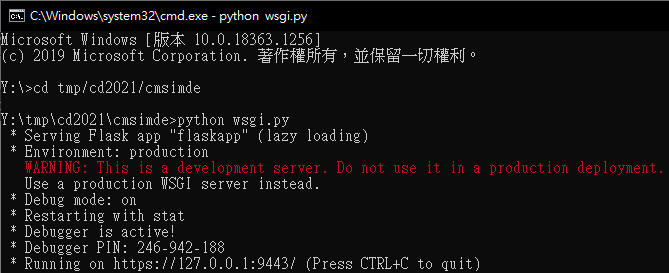 C:\Windows\system32\cmd.exe - python wsgi.py
Microsoft Windows [版本 10.0.18363.1256]
(c) 2019 Microsoft Corporation. 著作權所有，並保留一切權利。
Y:\>cd tmp/cd2021/cmsimde
Y:\tmp\cd2021\cmsimde>python wsgi.py
* Serving Flask app "flaskapp" (lazy loading)
* Environment: production
WARNING: This is a development server. Do not use it in a production deployment.
Use a production WSGI server instead.
* Debug mode: on
* Restarting with stat
* Debugger is active!
* Debugger PIN: 246-942-188
* Running on https://127.0.0.1:9443/ (Press CTRL+C to quit)